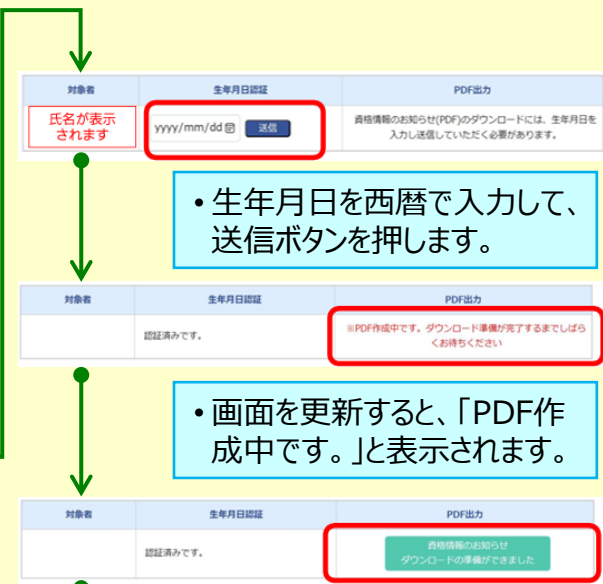 対象者 生年月日認証 PDF出力
氏名が表示
されます
yyyy/mm/dd 送信
資格情報のお知らせ(PDF)のダウンロードには、生年月日を
入力し送信していただく必要があります。
•生年月日を西暦で入力して、
送信ボタンを押します。
対象者 生年月日認証 PDF出力
認証済みです。
※PDF作成中です。ダウンロード準備が完了するまでしばら
くお待ちください
•画面を更新すると、「PDF作
成中です。」と表示されます。
対象者 生年月日認証 PDF出力
認証済みです。
資格情報のお知らせ
ダウンロードの準備ができました